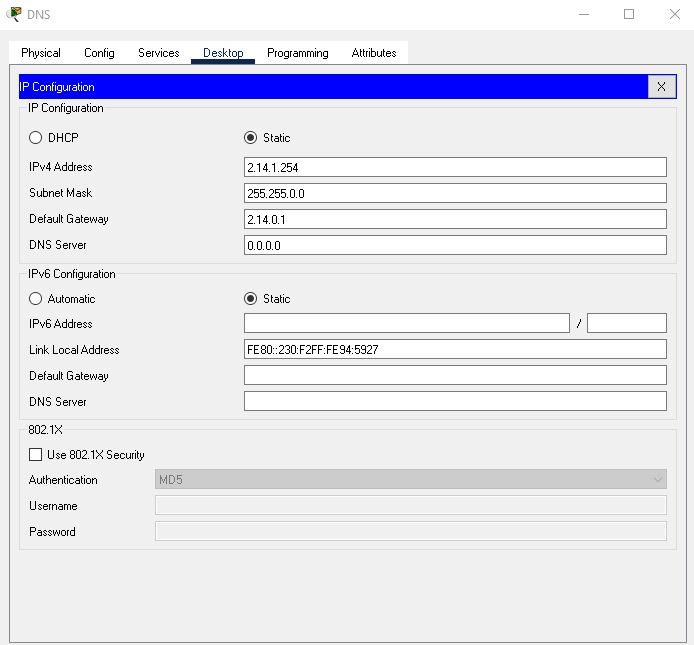 DNS
Physical Config Services Desktop Programming Attributes
IP Configuration X
IP Configuration
DHCP Static
IPv4 Address 2.14.1.254
Subnet Mask 255.255.0.0
Default Gateway 2.14.0.1
DNS Server 0.0.0.0
IPv6 Configuration
Automatic Static
IPv6 Address /
Link Local Address FE80::230:F2FF:FE94:5927
Default Gateway
DNS Server
802.1X
Use 802.1X Security
Authentication MD5
Username
Password